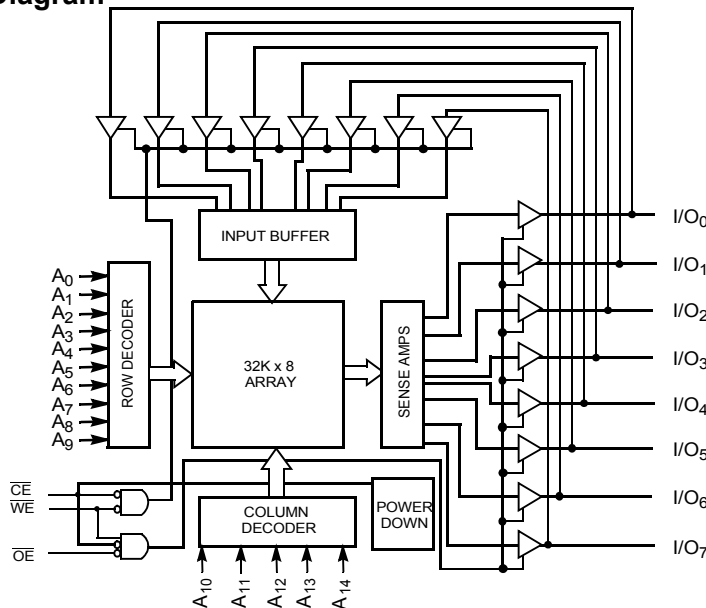 Diagram
INPUT BUFFER
A0
A1
A2
A3
A4
A5
A6
A7
A8
A9
ROW DECODER
32K x 8
ARRAY
SENSE AMPS
I/O0
I/O1
I/O2
I/O3
I/O4
I/O5
I/O6
I/O7
CE
WE
OE
COLUMN
DECODER
POWER
DOWN
A10
A11
A12
A13
A14